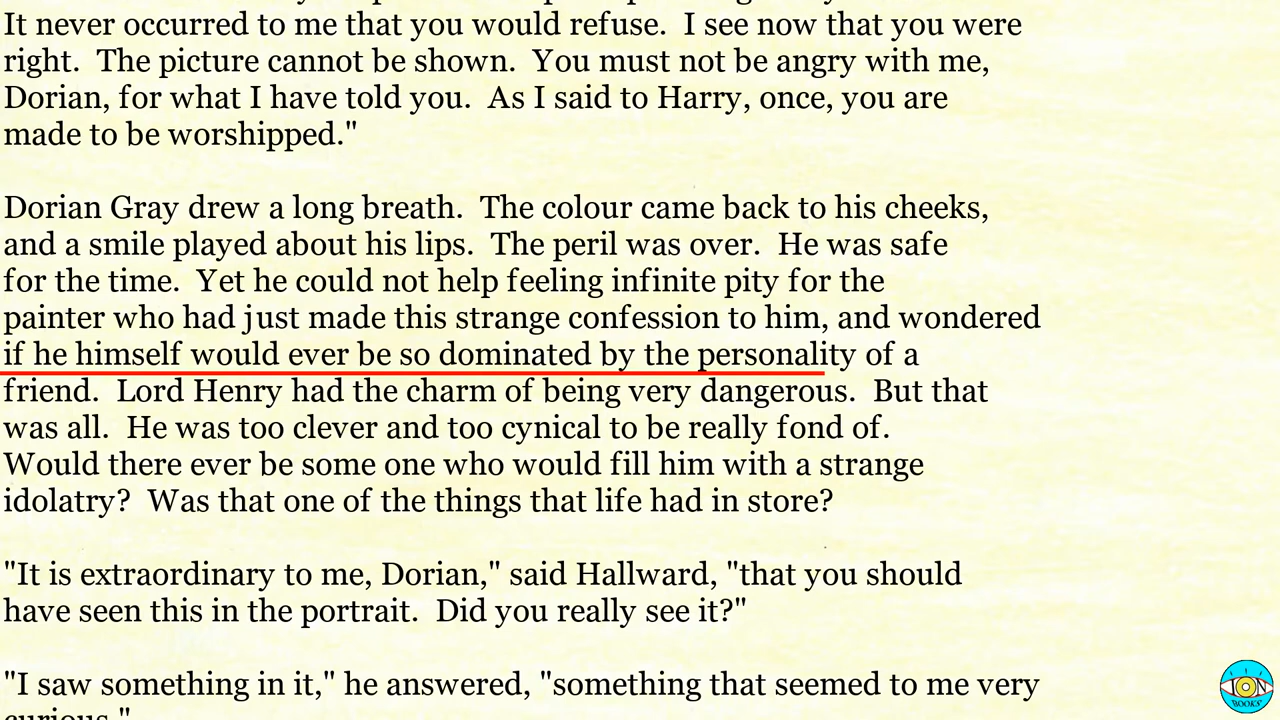 It never occurred to me that you would refuse.  I see now that you were
right.  The picture cannot be shown.  You must not be angry with me,
Dorian, for what I have told you.  As I said to Harry, once, you are
made to be worshipped."
Dorian Gray drew a long breath.  The colour came back to his cheeks,
and a smile played about his lips.  The peril was over.  He was safe
for the time.  Yet he could not help feeling infinite pity for the
painter who had just made this strange confession to him, and wondered
if he himself would ever be so dominated by the personality of a
friend.  Lord Henry had the charm of being very dangerous.  But that
was all.  He was too clever and too cynical to be really fond of.
Would there ever be some one who would fill him with a strange
idolatry?  Was that one of the things that life had in store?
"It is extraordinary to me, Dorian," said Hallward, "that you should
have seen this in the portrait.  Did you really see it?"
"I saw something in it," he answered, "something that seemed to me very
curious."
ION
BOOKS